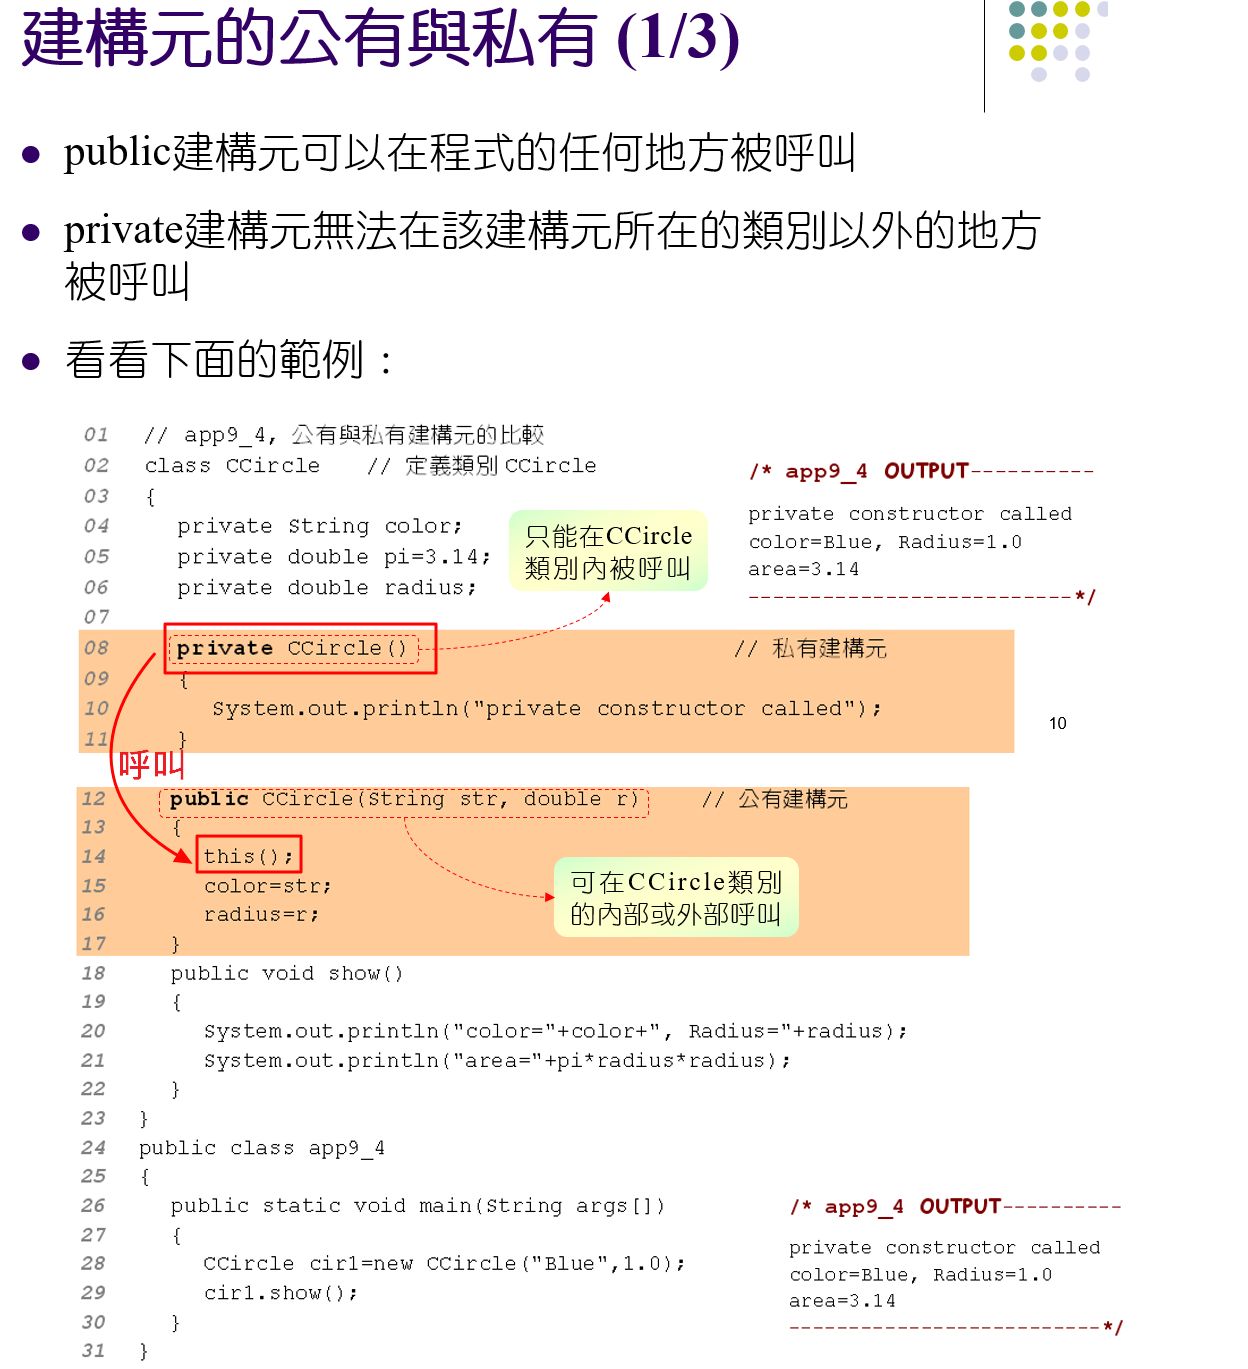 建構元的公有與私有 (1/3)
public建構元可以在程式的任何地方被呼叫
private建構元無法在該建構元所在的類別以外的地方
被呼叫
看看下面的範例：
01 // app9_4, 公有與私有建構元的比較
02 class CCircle // 定義類別 CCircle
03 {
04 private String color;
05 private double pi=3.14;
06 private double radius;
07
08 private CCircle() // 私有建構元
09 {
10 System.out.println("private constructor called");
11 }
只能在CCircle
類別內被呼叫
/* app9_4 OUTPUT----------
private constructor called
color=Blue, Radius=1.0
area=3.14
--------------------------*/
10
呼叫
12 public CCircle(String str, double r) // 公有建構元
13 {
14 this();
15 color=str;
16 radius=r;
17 }
可在CCircle類別
的內部或外部呼叫
18 public void show()
19 {
20 System.out.println("color="+color+", Radius="+radius);
21 System.out.println("area="+pi*radius*radius);
22 }
23 }
24 public class app9_4
25 {
26 public static void main(String args[])
27 {
28 CCircle cir1=new CCircle("Blue",1.0);
29 cir1.show();
30 }
31 }
/* app9_4 OUTPUT----------
private constructor called
color=Blue, Radius=1.0
area=3.14
--------------------------*/